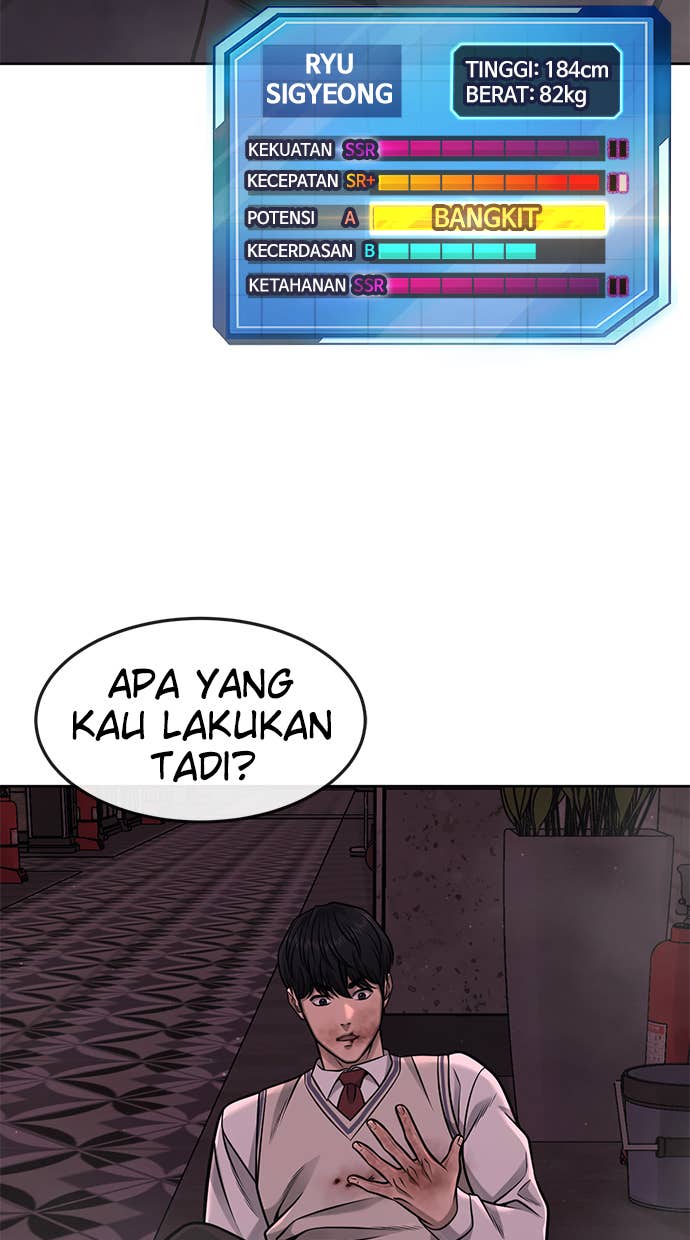 RYU
SIGYEONG
TINGGI: 184cm
BERAT: 82kg
KEKUATAN SSR
KECEPATAN SR+
POTENSI A BANGKIT
KECERDASAN B
KETAHANAN SSR
APA YANG
KAU LAKUKAN
TADI?